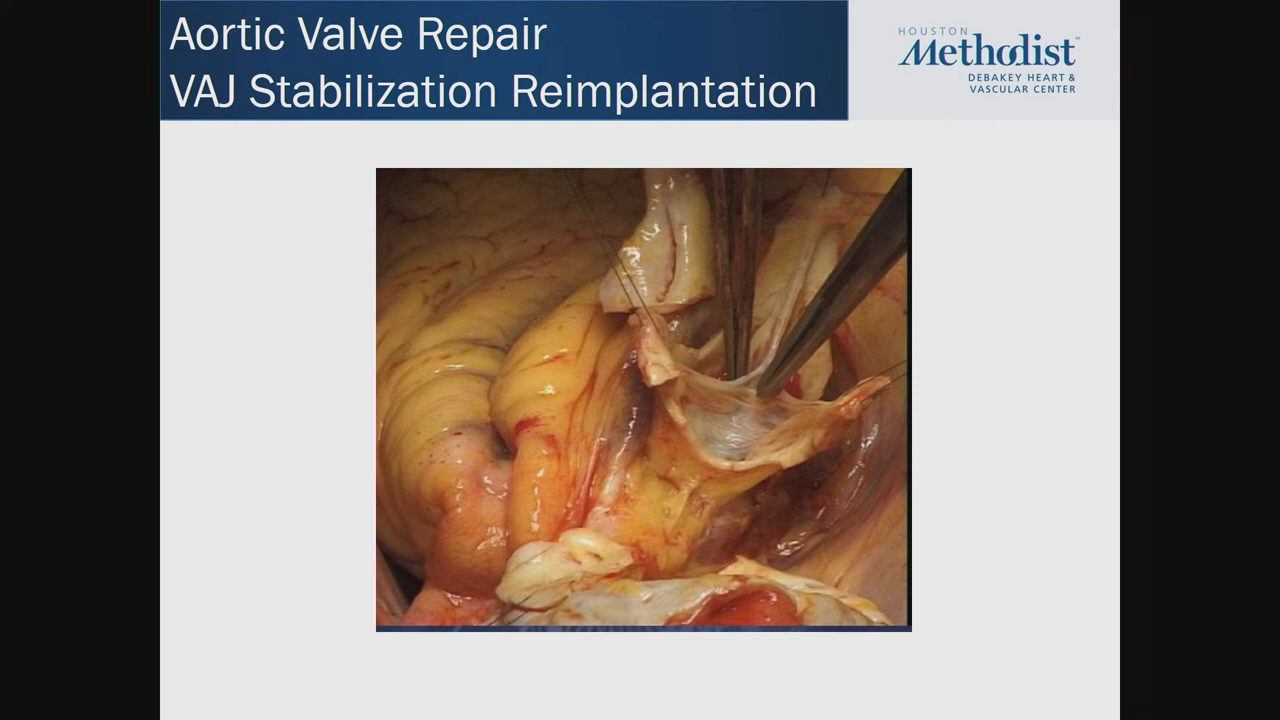 Aortic Valve Repair
VAJ Stabilization Reimplantation
HOUSTON
Methodist
DEBAKEY HEART &
VASCULAR CENTER